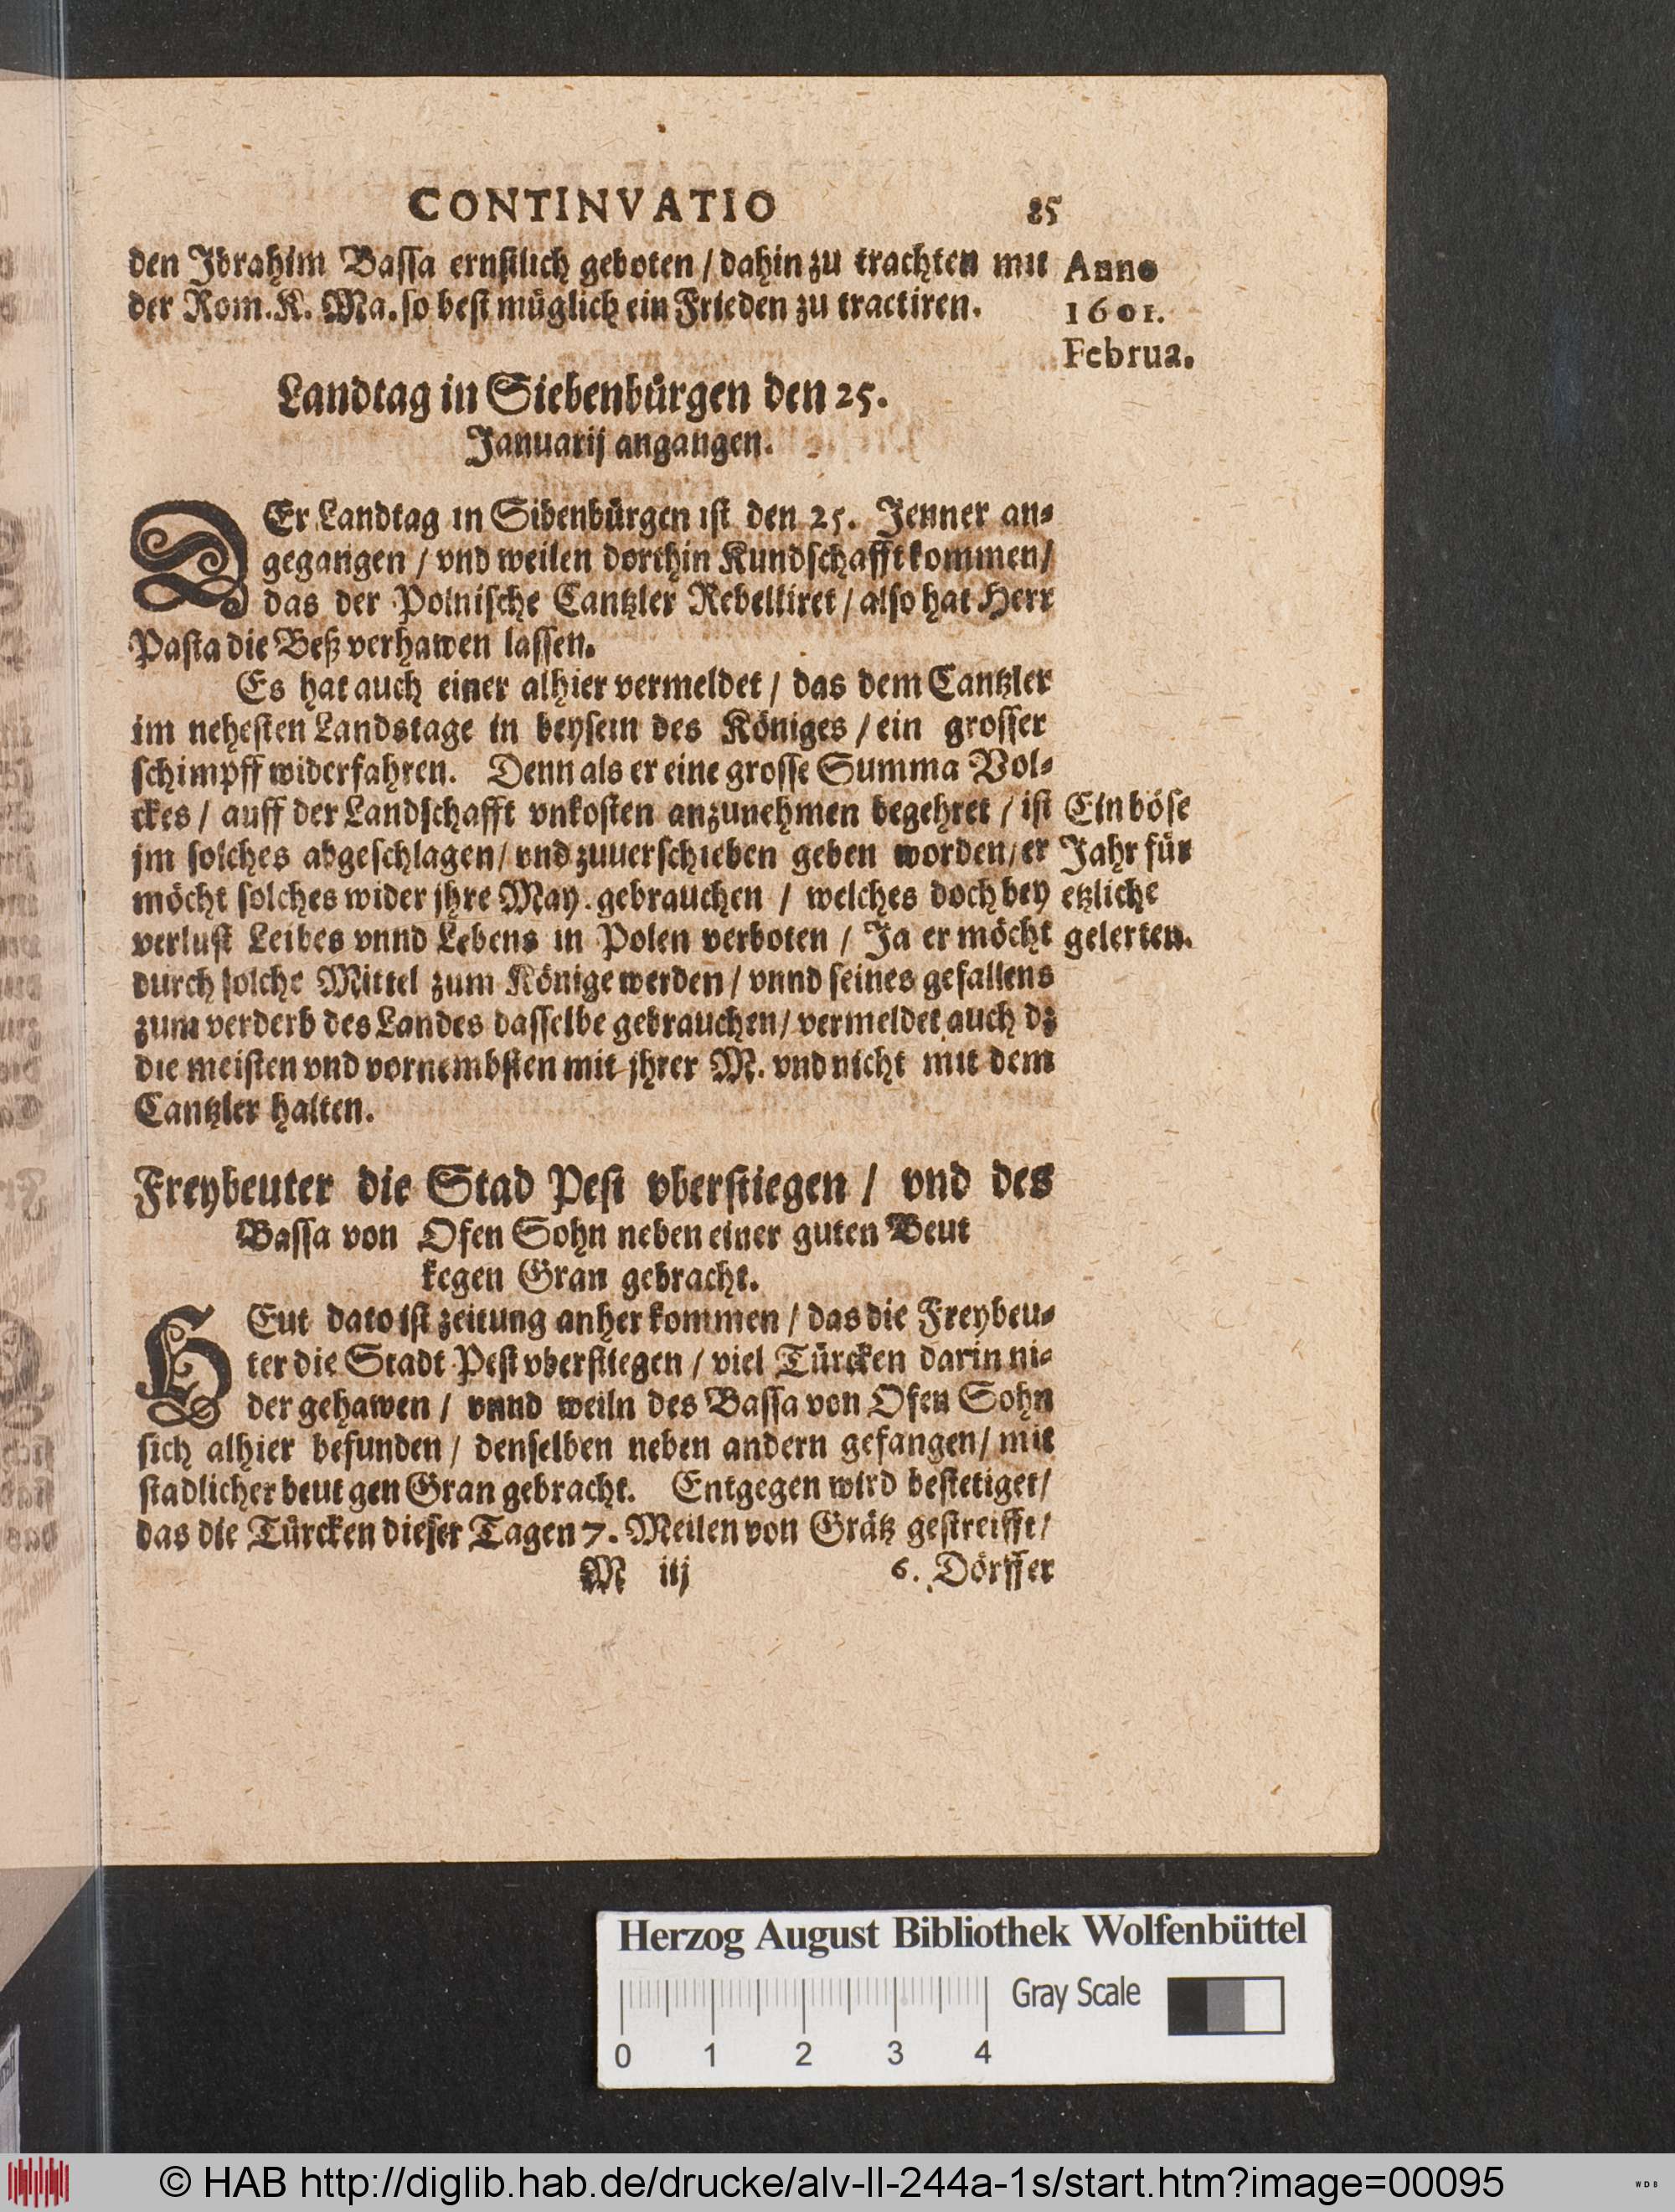 CONTINVATIO 85
den Ibrahim Bassa ernstlich geboten / dahin zu trachten mit
der Rom. K. Ma. so best müglich ein Frieden zu tractiren.
Anno
1601.
Februa.
Landtag in Siebenbürgen den 25.
Januarij angangen.
DEr Landtag in Sibenbürgen ist den 25. Jenner an⸗
gegangen / vnd weilen dorthin Kundschafft kommen /
das der Polnische Cantzler Rebelliret / also hat Herr
Pasta die Beß verhawen lassen.
Es hat auch einer alhier vermeldet / das dem Cantzler
im nehesten Landstage in beysein des Königes / ein grosser
schimpff widerfahren. Denn als er eine grosse Summa Vol⸗
ckes / auff der Landschafft vnkosten anzunehmen begehret / ist
jm solches abgeschlagen / vnd zuuerschieben geben worden / er
möcht solches wider jhre May. gebrauchen / welches doch bey
verlust Leibes vnnd Lebens in Polen verboten / Ja er möcht
durch solche Mittel zum Könige werden / vnnd seines gefallens
zum verderb des Landes dasselbe gebrauchen / vermeldet auch dz
die meisten vnd vornembsten mit jhrer M. vnd nicht mit dem
Cantzler halten.
Ein böse
Jahr für
etzliche
gelerten.
Freybeuter die Stad Pest vberstiegen / vnd des
Bassa von Ofen Sohn neben einer guten Beut
kegen Gran gebracht.
HEut dato ist zeitung anher kommen / das die Freybeu⸗
ter die Stadt Pest vberstiegen / viel Türcken darin ni⸗
der gehawen / vnnd weiln des Bassa von Ofen Sohn
sich alhier befunden / denselben neben andern gefangen / mit
stadlicher beut gen Gran gebracht. Entgegen wird bestetiget /
das die Türcken dieser Tagen 7. Meilen von Grätz gestreifft /
M iij 6. Dörffer
Herzog August Bibliothek Wolfenbüttel
Gray Scale
0 1 2 3 4
© HAB http://diglib.hab.de/drucke/alv-ll-244a-1s/start.htm?image=00095
WDB